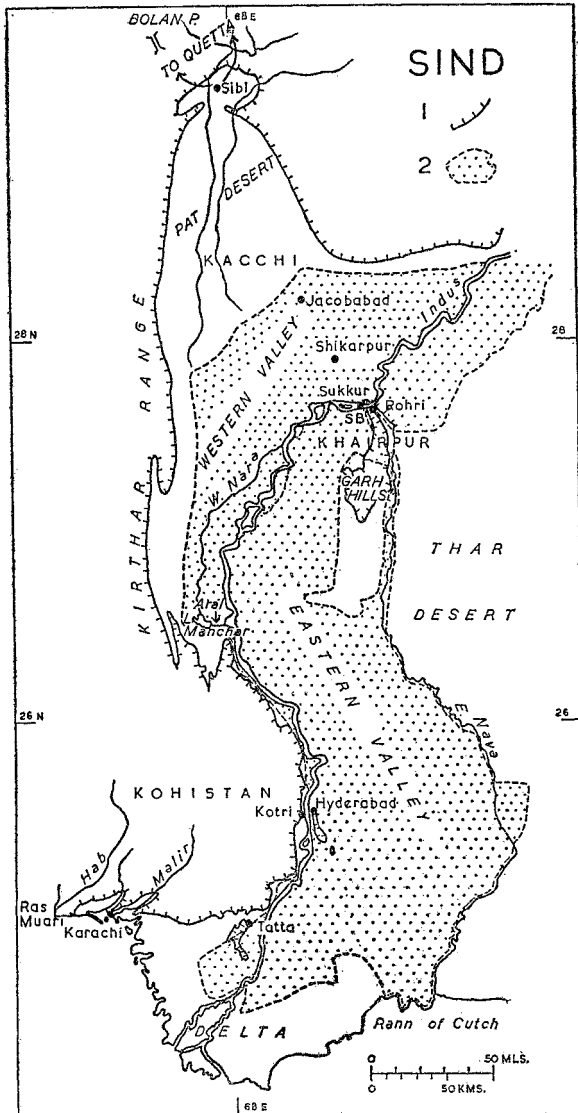 BOLAN P.
68 E
TO QUETTA
SIND
Sibi
1
2
PAT DESERT
KACCHI
Jacobabad
Indus
28 N
28
Shikarpur
KIRTHAR RANGE
WESTERN VALLEY
Sukkur
SB
Rohri
KHAIRPUR
W. Nara
GARH
HILLS
THAR
DESERT
Aral
L.
Manchar
EASTERN VALLEY
26 N
26
E Nava
KOHISTAN
Kotri
Hyderabad
Hab
Malir
Ras
Muari
Karachi
Tatta
DELTA
Rann of Cutch
0 50 MLS.
0 50 KMS.
68 E